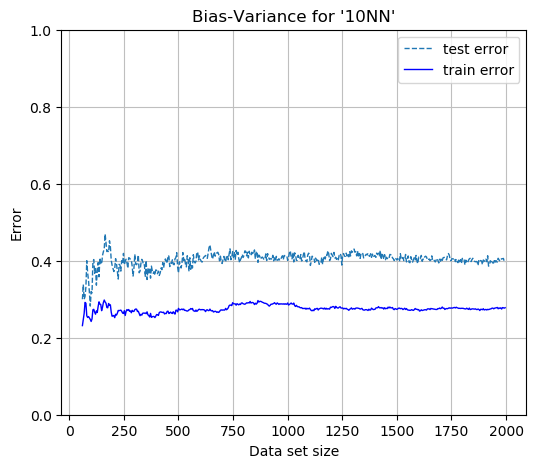 Bias-Variance for '10NN'
test error
train error
1.0
0.8
0.6
0.4
0.2
0.0
Error
0 250 500 750 1000 1250 1500 1750 2000
Data set size